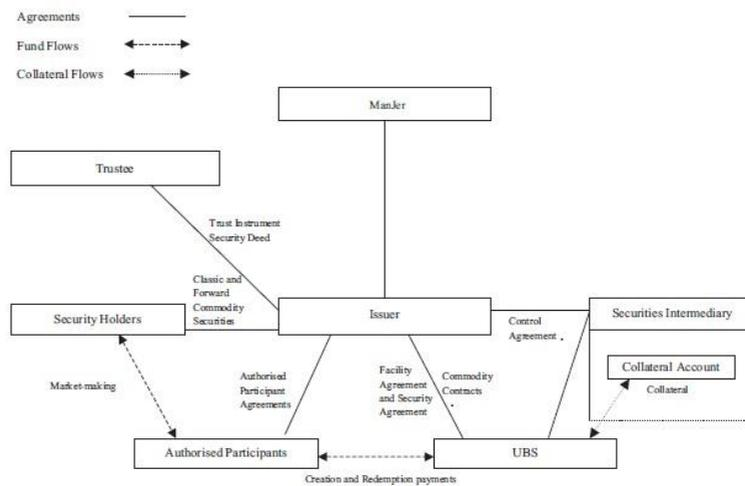 Agreements
Fund Flows
Collateral Flows
ManJer
Trustee
Trust Instrument
Security Deed
Classic and
Forward
Commodity
Securities
Security Holders
Issuer
Securities Intermediary
Control
Agreement .
Collateral Account
Collateral
Market-making
Authorised
Participant
Agreements
Facility
Agreement
and Security
Agreement
Commodity
Contracts
.
Authorised Participants
UBS
Creation and Redemption payments